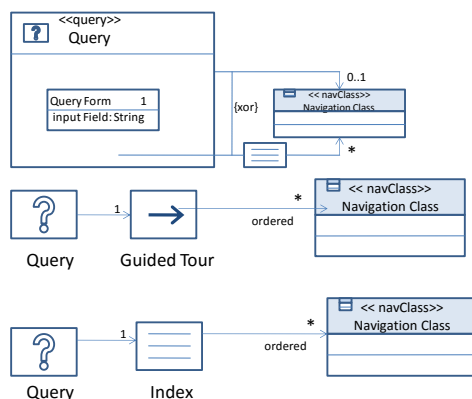 <<query>>
Query
?
Query Form 1
input Field: String
{xor}
0..1
<< navClass>>
Navigation Class
*
?
Query
1
Guided Tour
*
ordered
<< navClass>>
Navigation Class
?
Query
1
Index
*
ordered
<< navClass>>
Navigation Class